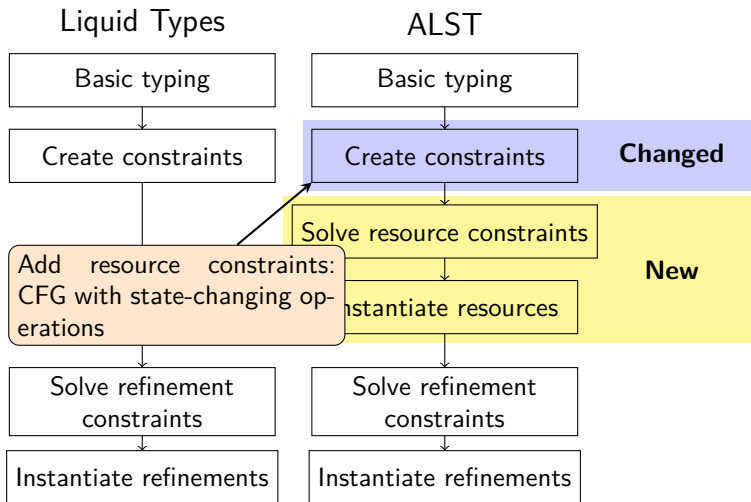 Liquid Types
ALST
Basic typing
Basic typing
Create constraints
Create constraints
Changed
Solve resource constraints
Add resource constraints:
CFG with state-changing op-
erations
New
nstantiate resources
Solve refinement
constraints
Solve refinement
constraints
Instantiate refinements
Instantiate refinements